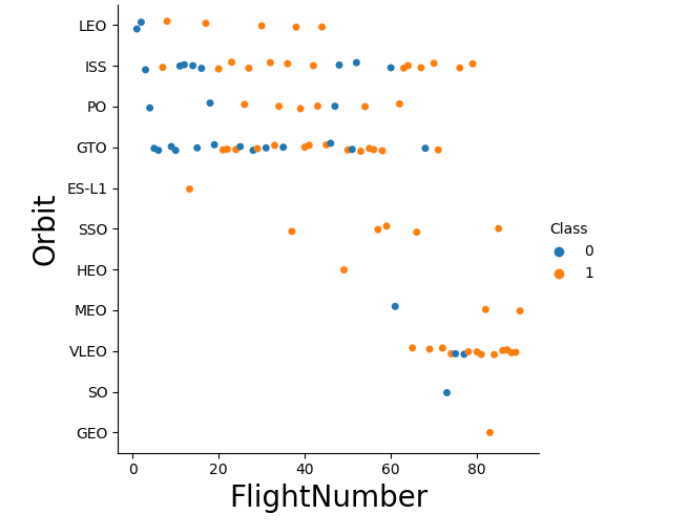 LEO
ISS
PO
GTO
ES-L1
SSO
HEO
MEO
VLEO
SO
GEO
Orbit
0 20 40 60 80
FlightNumber
Class
0
1